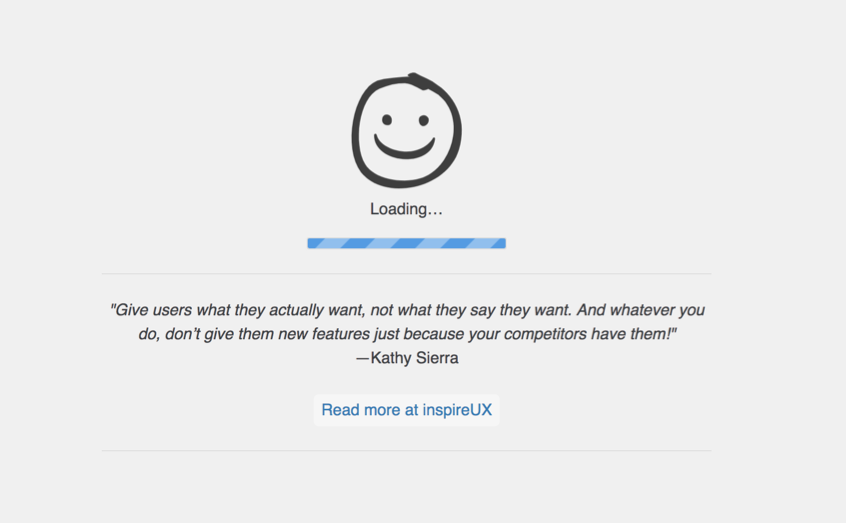 Loading...
"Give users what they actually want, not what they say they want. And whatever you
do, don’t give them new features just because your competitors have them!"
—Kathy Sierra
Read more at inspireUX